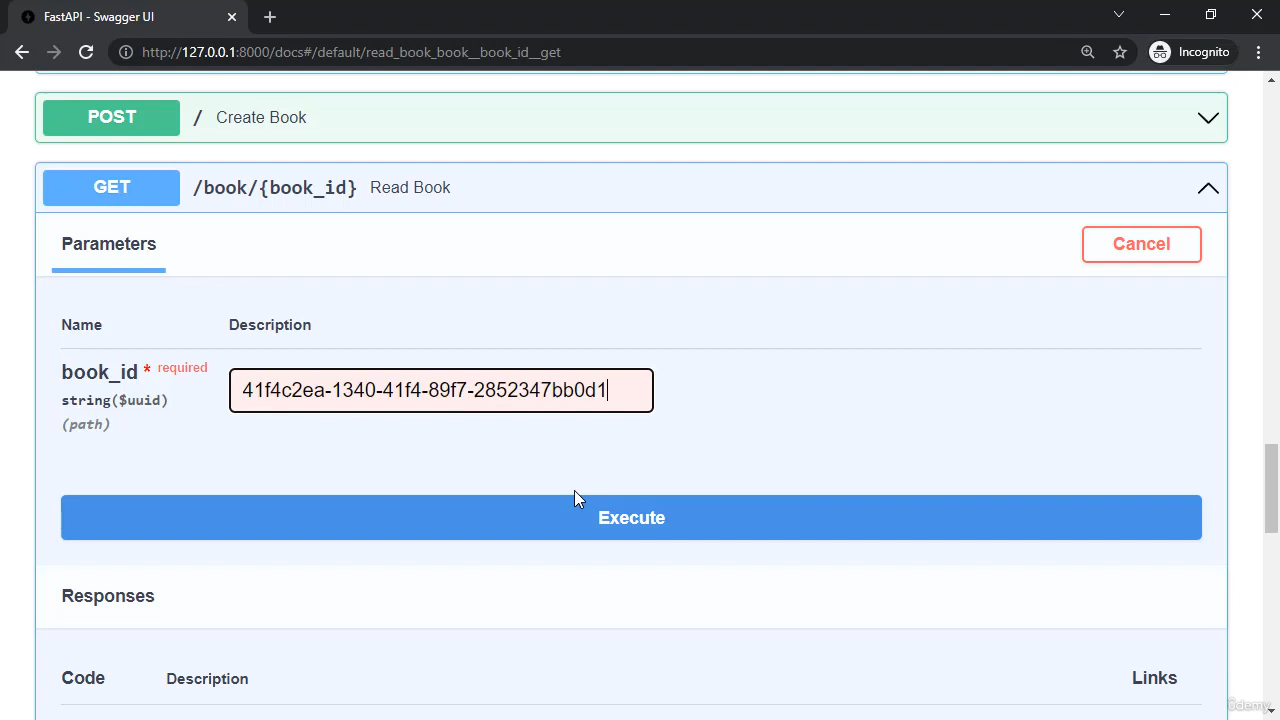 FastAPI - Swagger UI
http://127.0.0.1:8000/docs#/default/read_book_book__book_id__get
Incognito
POST / Create Book
GET /book/{book_id} Read Book
Parameters
Cancel
Name Description
book_id * required
string($uuid)
(path)
41f4c2ea-1340-41f4-89f7-2852347bb0d1
Execute
Responses
Code Description Links
Udemy